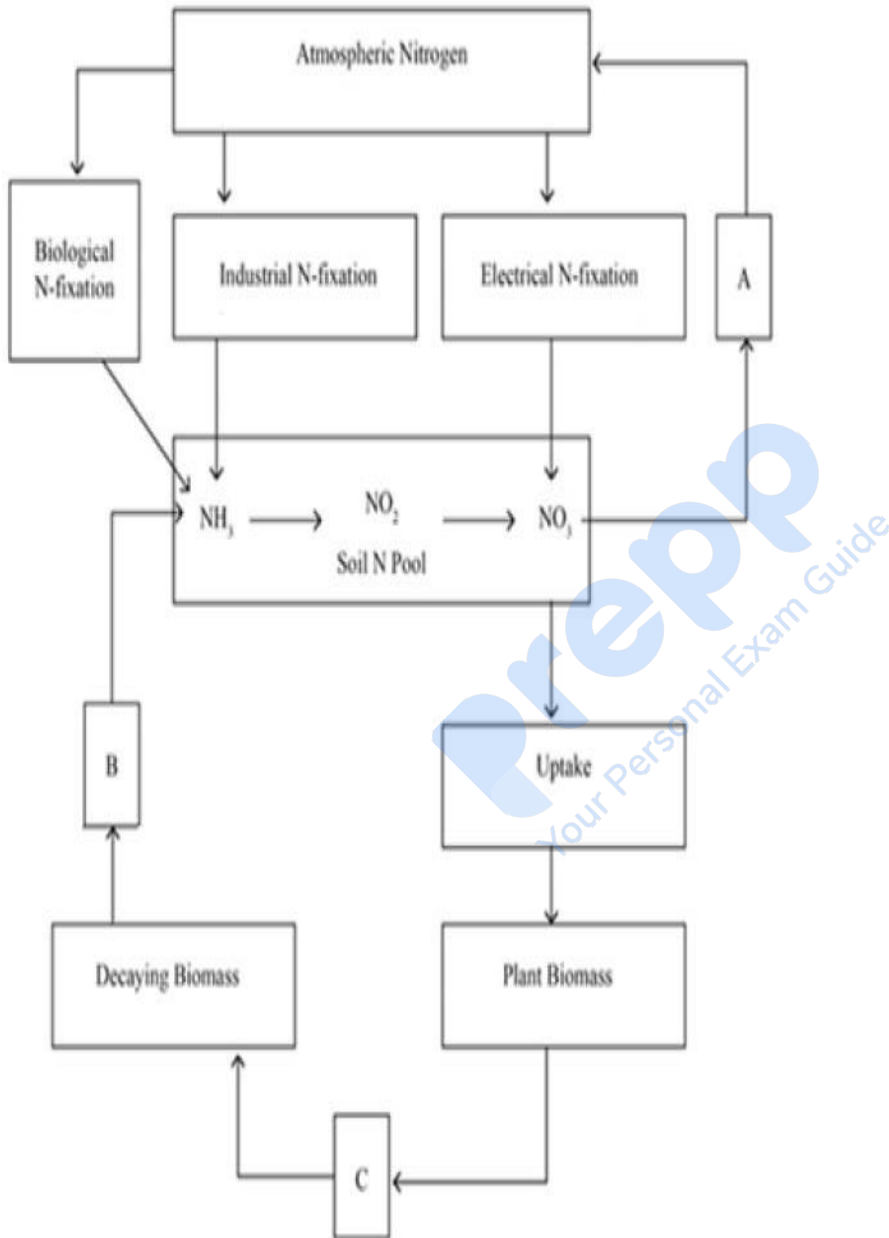 Atmospheric Nitrogen
Biological
N-fixation
Industrial N-fixation
Electrical N-fixation
A
NH₃
NO₂
NO₃
Soil N Pool
B
Uptake
Decaying Biomass
Plant Biomass
C
prepp
Your Personal Exam Guide